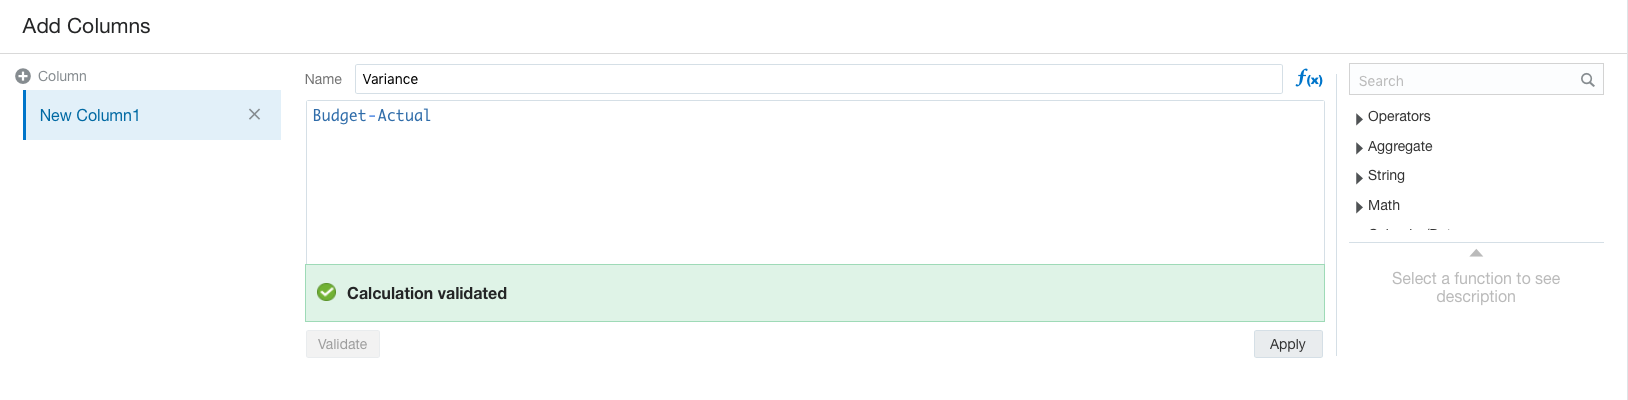 Add Columns
Column
New Column1
Name
Variance
f(x)
Budget-Actual
Calculation validated
Validate
Apply
Search
Operators
Aggregate
String
Math
Select a function to see
description